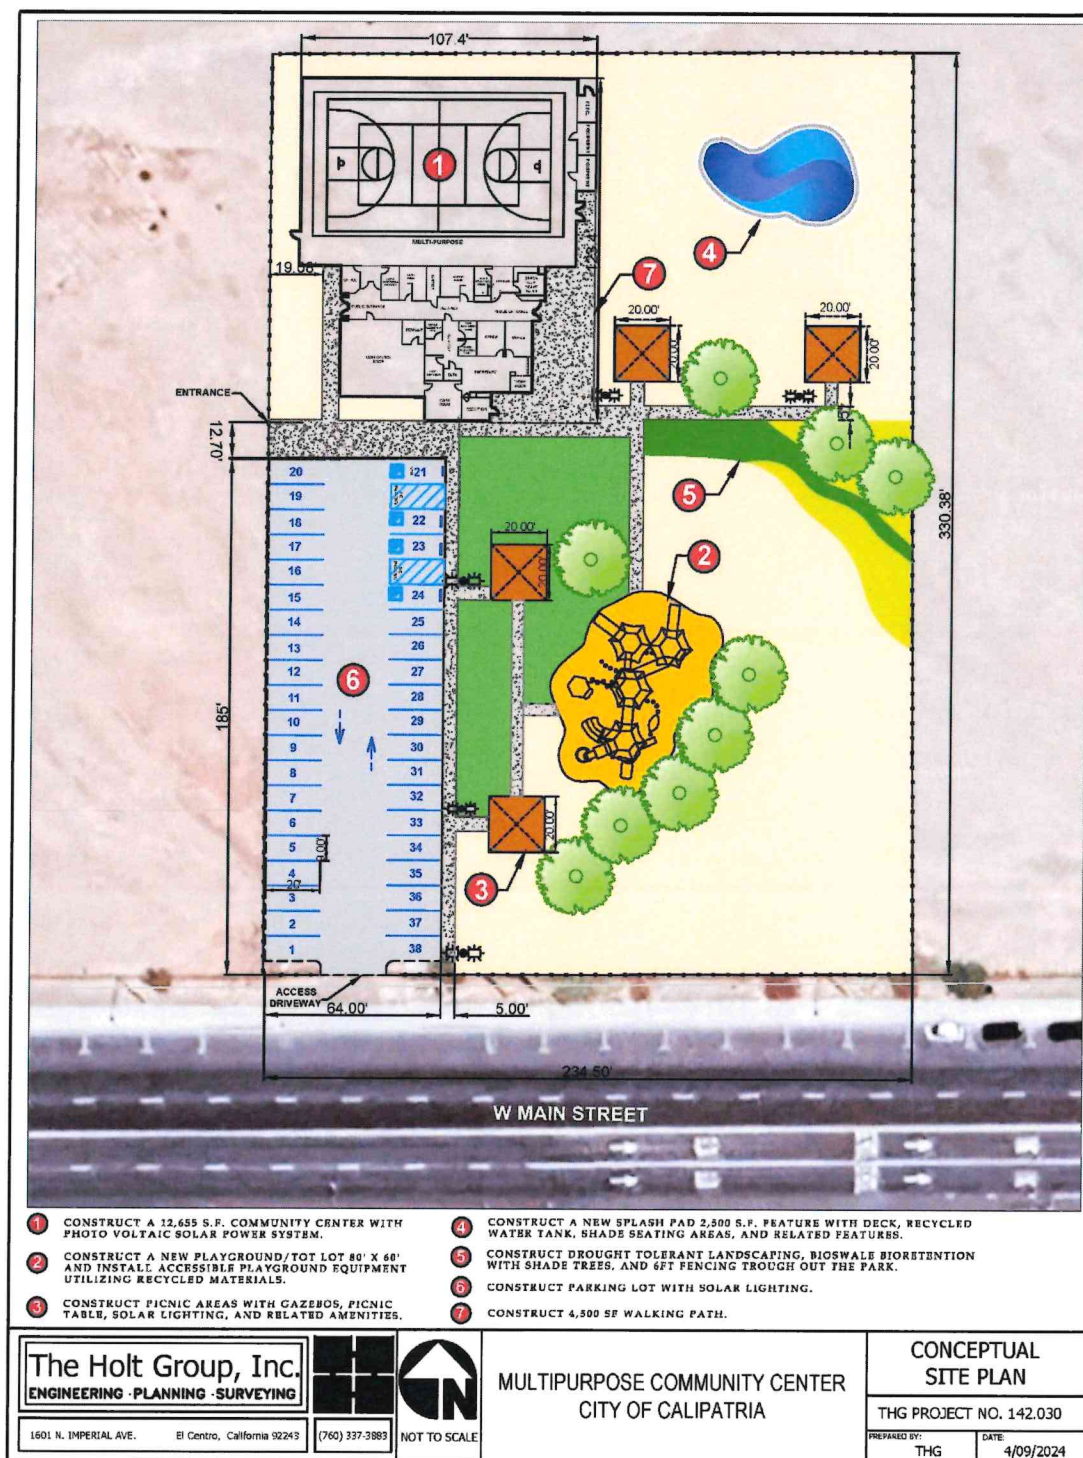 107.4'
1
MULTI-PURPOSE
4
19.08'
7
20.00'
20.00'
20.00'
20.00'
ENTRANCE
12.70'
20
21
19
18
22
17
23
16
15
24
14
25
13
26
12
27
11
28
10
29
9
30
8
31
7
32
6
33
5
34
4
35
3
36
2
37
1
38
6
185'
9.00'
20'
5
20.00'
20.00'
2
330.38'
20.00'
3
ACCESS
DRIVEWAY
64.00'
5.00'
234.50'
W MAIN STREET
1 CONSTRUCT A 12,655 S.F. COMMUNITY CENTER WITH
PHOTO VOLTAIC SOLAR POWER SYSTEM.
2 CONSTRUCT A NEW PLAYGROUND/TOT LOT 80' X 60'
AND INSTALL ACCESSIBLE PLAYGROUND EQUIPMENT
UTILIZING RECYCLED MATERIALS.
3 CONSTRUCT PICNIC AREAS WITH GAZEBOS, PICNIC
TABLE, SOLAR LIGHTING, AND RELATED AMENITIES.
4 CONSTRUCT A NEW SPLASH PAD 2,500 S.F. FEATURE WITH DECK, RECYCLED
WATER TANK, SHADE SEATING AREAS, AND RELATED FEATURES.
5 CONSTRUCT DROUGHT TOLERANT LANDSCAPING, BIOSWALE BIORETENTION
WITH SHADE TREES, AND 6FT FENCING TROUGH OUT THE PARK.
6 CONSTRUCT PARKING LOT WITH SOLAR LIGHTING.
7 CONSTRUCT 4,500 SF WALKING PATH.
The Holt Group, Inc.
ENGINEERING · PLANNING · SURVEYING
1601 N. IMPERIAL AVE. El Centro, California 92243
(760) 337-3883
N
NOT TO SCALE
MULTIPURPOSE COMMUNITY CENTER
CITY OF CALIPATRIA
CONCEPTUAL
SITE PLAN
THG PROJECT NO. 142.030
PREPARED BY:
THG
DATE:
4/09/2024